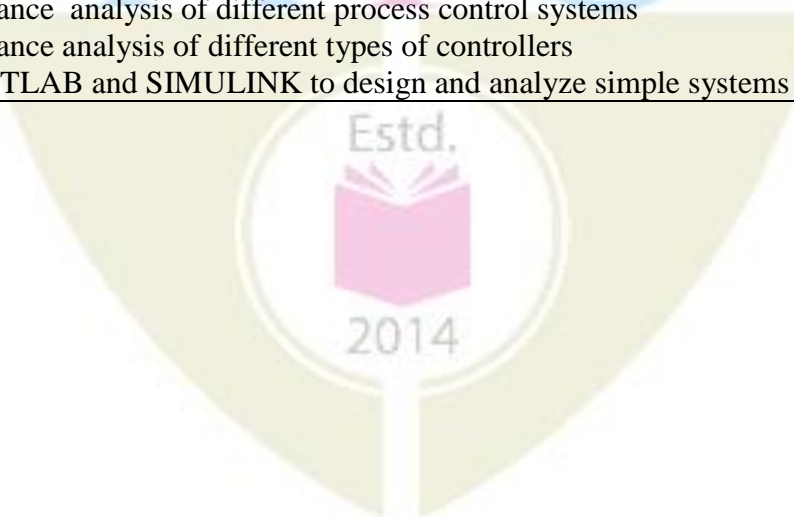 ance analysis of different process control systems
ance analysis of different types of controllers
TLAB and SIMULINK to design and analyze simple systems
Estd.
2014